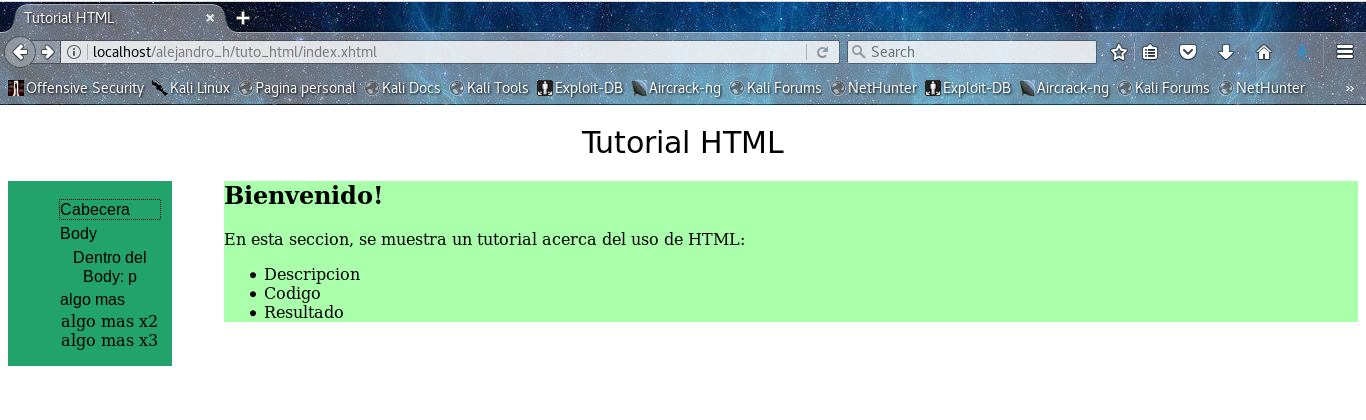 Tutorial HTML
localhost/alejandro_h/tuto_html/index.xhtml Search
Offensive Security Kali Linux Pagina personal Kali Docs Kali Tools Exploit-DB Aircrack-ng Kali Forums NetHunter Exploit-DB Aircrack-ng Kali Forums NetHunter »
Tutorial HTML
Cabecera
Body
Dentro del
Body: p
algo mas
algo mas x2
algo mas x3
Bienvenido!
En esta seccion, se muestra un tutorial acerca del uso de HTML:
• Descripcion
• Codigo
• Resultado